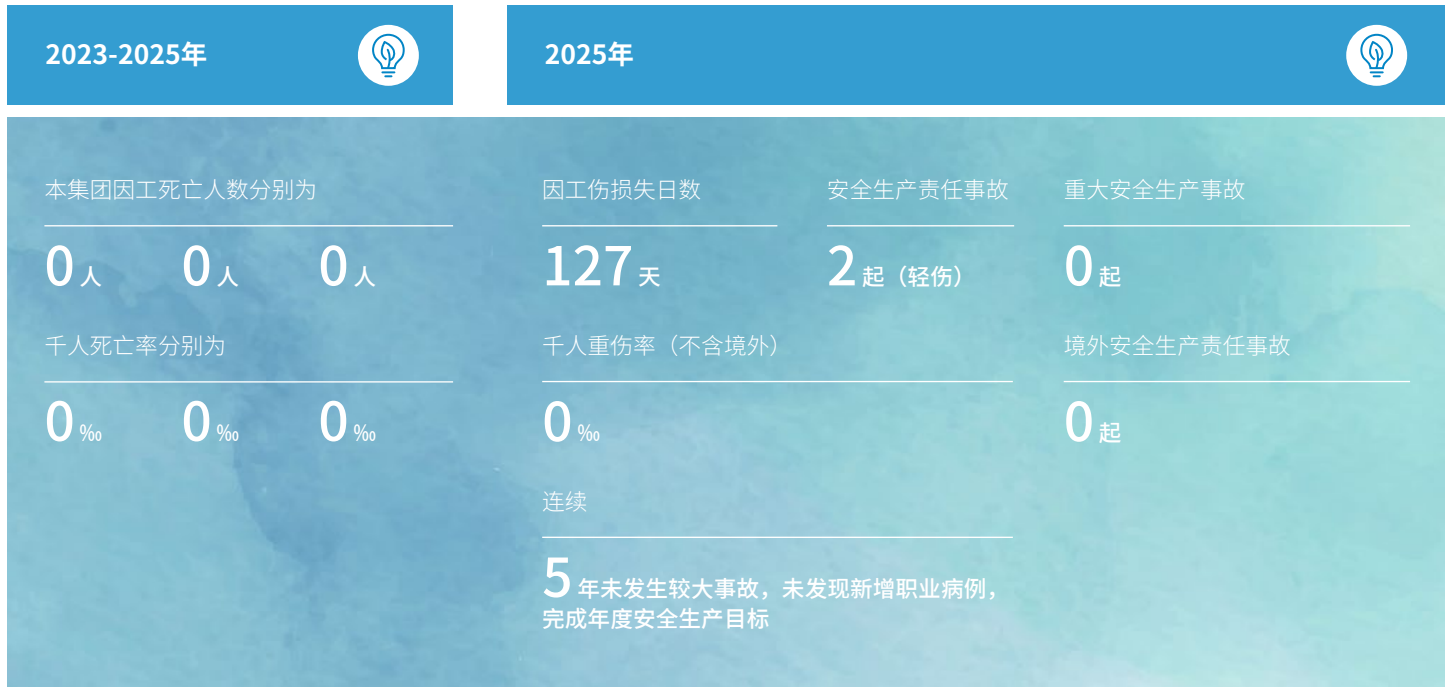 2023-2025年
2025年
本集团因工死亡人数分别为
0人 0人 0人
千人死亡率分别为
0‰ 0‰ 0‰
因工伤损失日数
127天
安全生产责任事故
2起（轻伤）
重大安全生产事故
0起
千人重伤率（不含境外）
0‰
境外安全生产责任事故
0起
连续
5年未发生较大事故，未发现新增职业病例，
完成年度安全生产目标